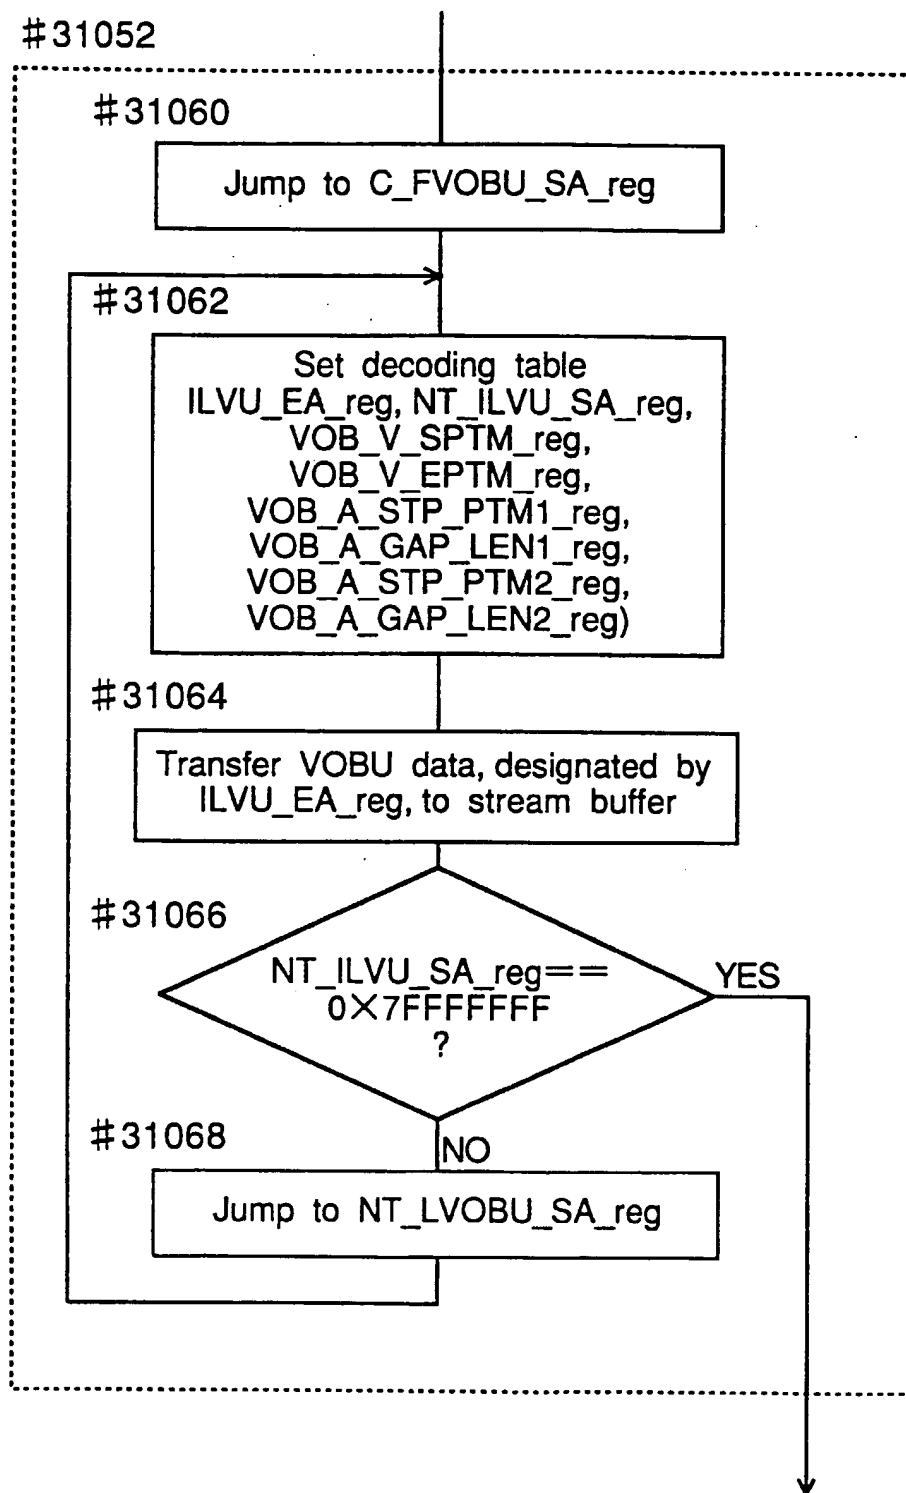 #31052
#31060
Jump to C_FVOBU_SA_reg
#31062
Set decoding table
ILVU_EA_reg, NT_ILVU_SA_reg,
VOB_V_SPTM_reg,
VOB_V_EPTM_reg,
VOB_A_STP_PTM1_reg,
VOB_A_GAP_LEN1_reg,
VOB_A_STP_PTM2_reg,
VOB_A_GAP_LEN2_reg)
#31064
Transfer VOBU data, designated by
ILVU_EA_reg, to stream buffer
#31066
NT_ILVU_SA_reg==
0×7FFFFFFF
?
YES
#31068
NO
Jump to NT_LVOBU_SA_reg